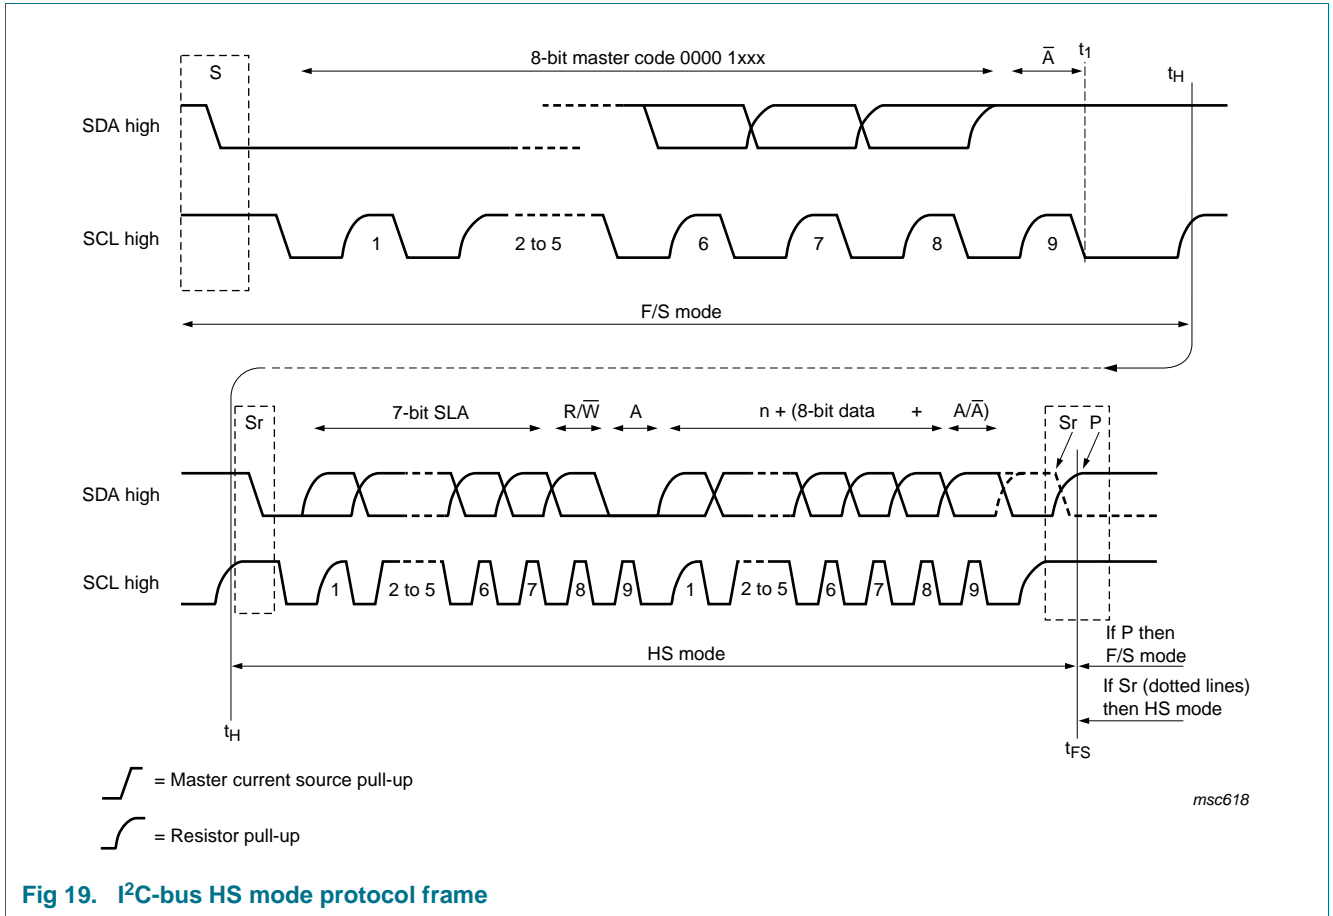 8-bit master code 0000 1xxx
A̅
t1
tH
S
SDA high
SCL high
1
2 to 5
6
7
8
9
F/S mode
Sr
7-bit SLA
R/W̅
A
n + (8-bit data
+
A/A̅)
Sr
P
SDA high
SCL high
1
2 to 5
6
7
8
9
1
2 to 5
6
7
8
9
If P then
F/S mode
HS mode
If Sr (dotted lines)
then HS mode
tH
tFS
= Master current source pull-up
msc618
= Resistor pull-up
Fig 19. I²C-bus HS mode protocol frame